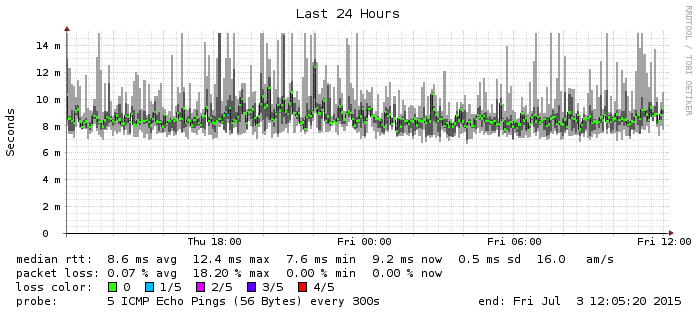 Last 24 Hours
RRDTOOL / TOBI OETIKER
Seconds
14 m
12 m
10 m
8 m
6 m
4 m
2 m
0
Thu 18:00 Fri 00:00 Fri 06:00 Fri 12:00
median rtt: 8.6 ms avg 12.4 ms max 7.6 ms min 9.2 ms now 0.5 ms sd 16.0 am/s
packet loss: 0.07 % avg 18.20 % max 0.00 % min 0.00 % now
loss color: 0 1/5 2/5 3/5 4/5
probe: 5 ICMP Echo Pings (56 Bytes) every 300s end: Fri Jul 3 12:05:20 2015